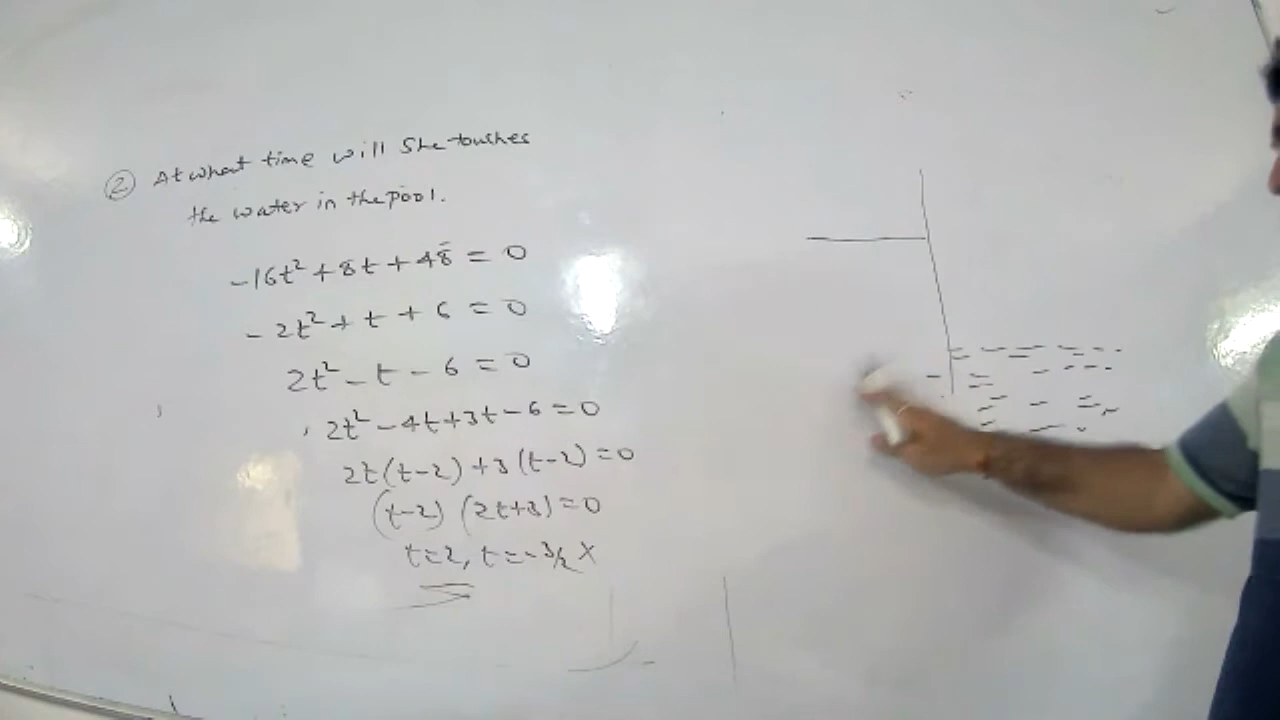 ② At what time will She toushes
the water in the pool.
-16t² + 8t + 48 = 0
-2t² + t + 6 = 0
2t² - t - 6 = 0
2t² - 4t + 3t - 6 = 0
2t(t-2) + 3(t-2) = 0
(t-2) (2t+3) = 0
t=2, t=-3/2 X